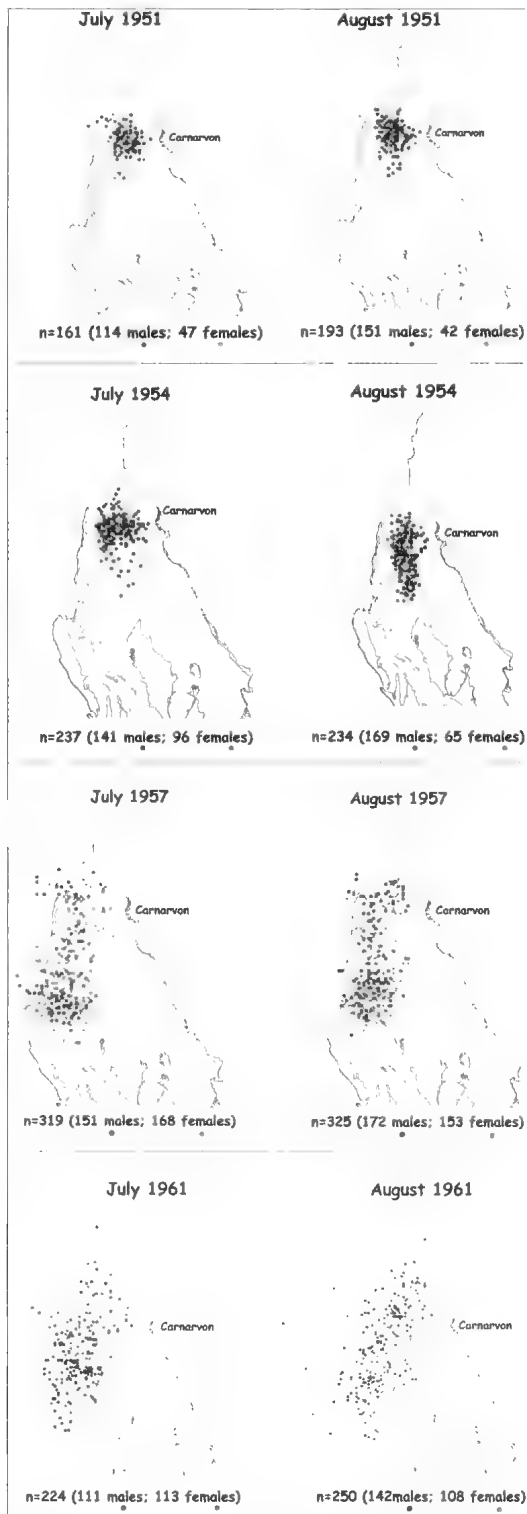 July 1951
August 1951
Carnarvon
Carnarvon
n=161 (114 males; 47 females)
n=193 (151 males; 42 females)
July 1954
August 1954
Carnarvon
Carnarvon
n=237 (141 males; 96 females)
n=234 (169 males; 65 females)
July 1957
August 1957
Carnarvon
Carnarvon
n=319 (151 males; 168 females)
n=325 (172 males; 153 females)
July 1961
August 1961
Carnarvon
Carnarvon
n=224 (111 males; 113 females)
n=250 (142males; 108 females)